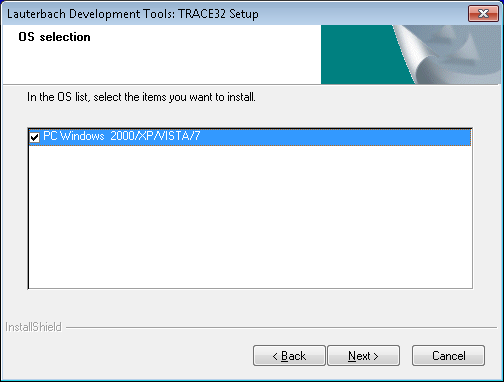 Lauterbach Development Tools: TRACE32 Setup
OS selection
In the OS list, select the items you want to install.
PC Windows 2000/XP/VISTA/7
InstallShield
< Back Next > Cancel